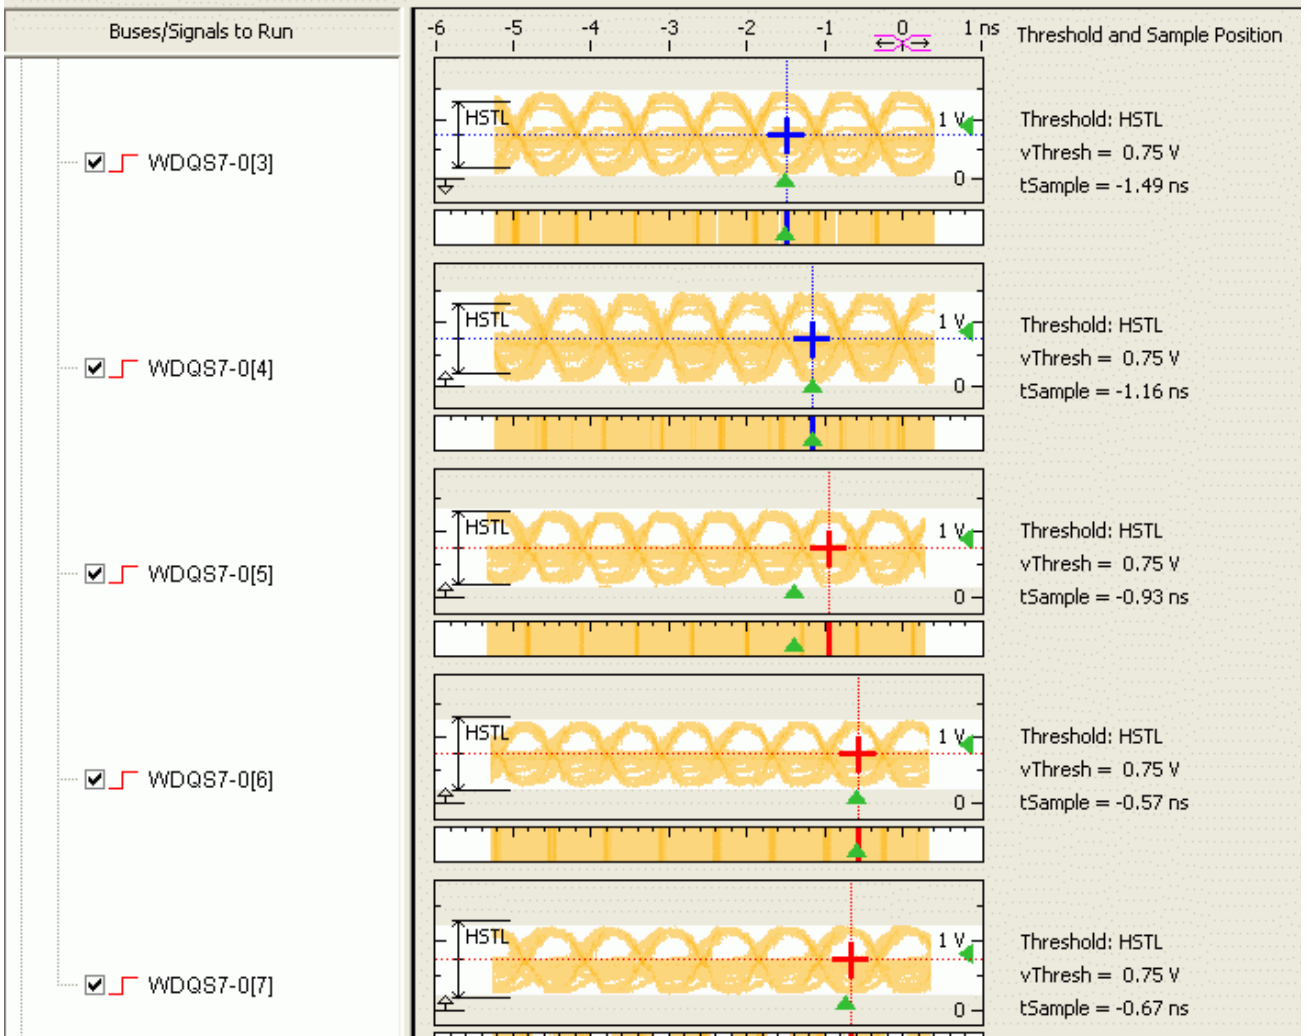 Buses/Signals to Run
-6 -5 -4 -3 -2 -1 0 1 ns
Threshold and Sample Position
WDQS7-0[3]
HSTL
1 V
0
Threshold: HSTL
vThresh = 0.75 V
tSample = -1.49 ns
WDQS7-0[4]
HSTL
1 V
0
Threshold: HSTL
vThresh = 0.75 V
tSample = -1.16 ns
WDQS7-0[5]
HSTL
1 V
0
Threshold: HSTL
vThresh = 0.75 V
tSample = -0.93 ns
WDQS7-0[6]
HSTL
1 V
0
Threshold: HSTL
vThresh = 0.75 V
tSample = -0.57 ns
WDQS7-0[7]
HSTL
1 V
0
Threshold: HSTL
vThresh = 0.75 V
tSample = -0.67 ns